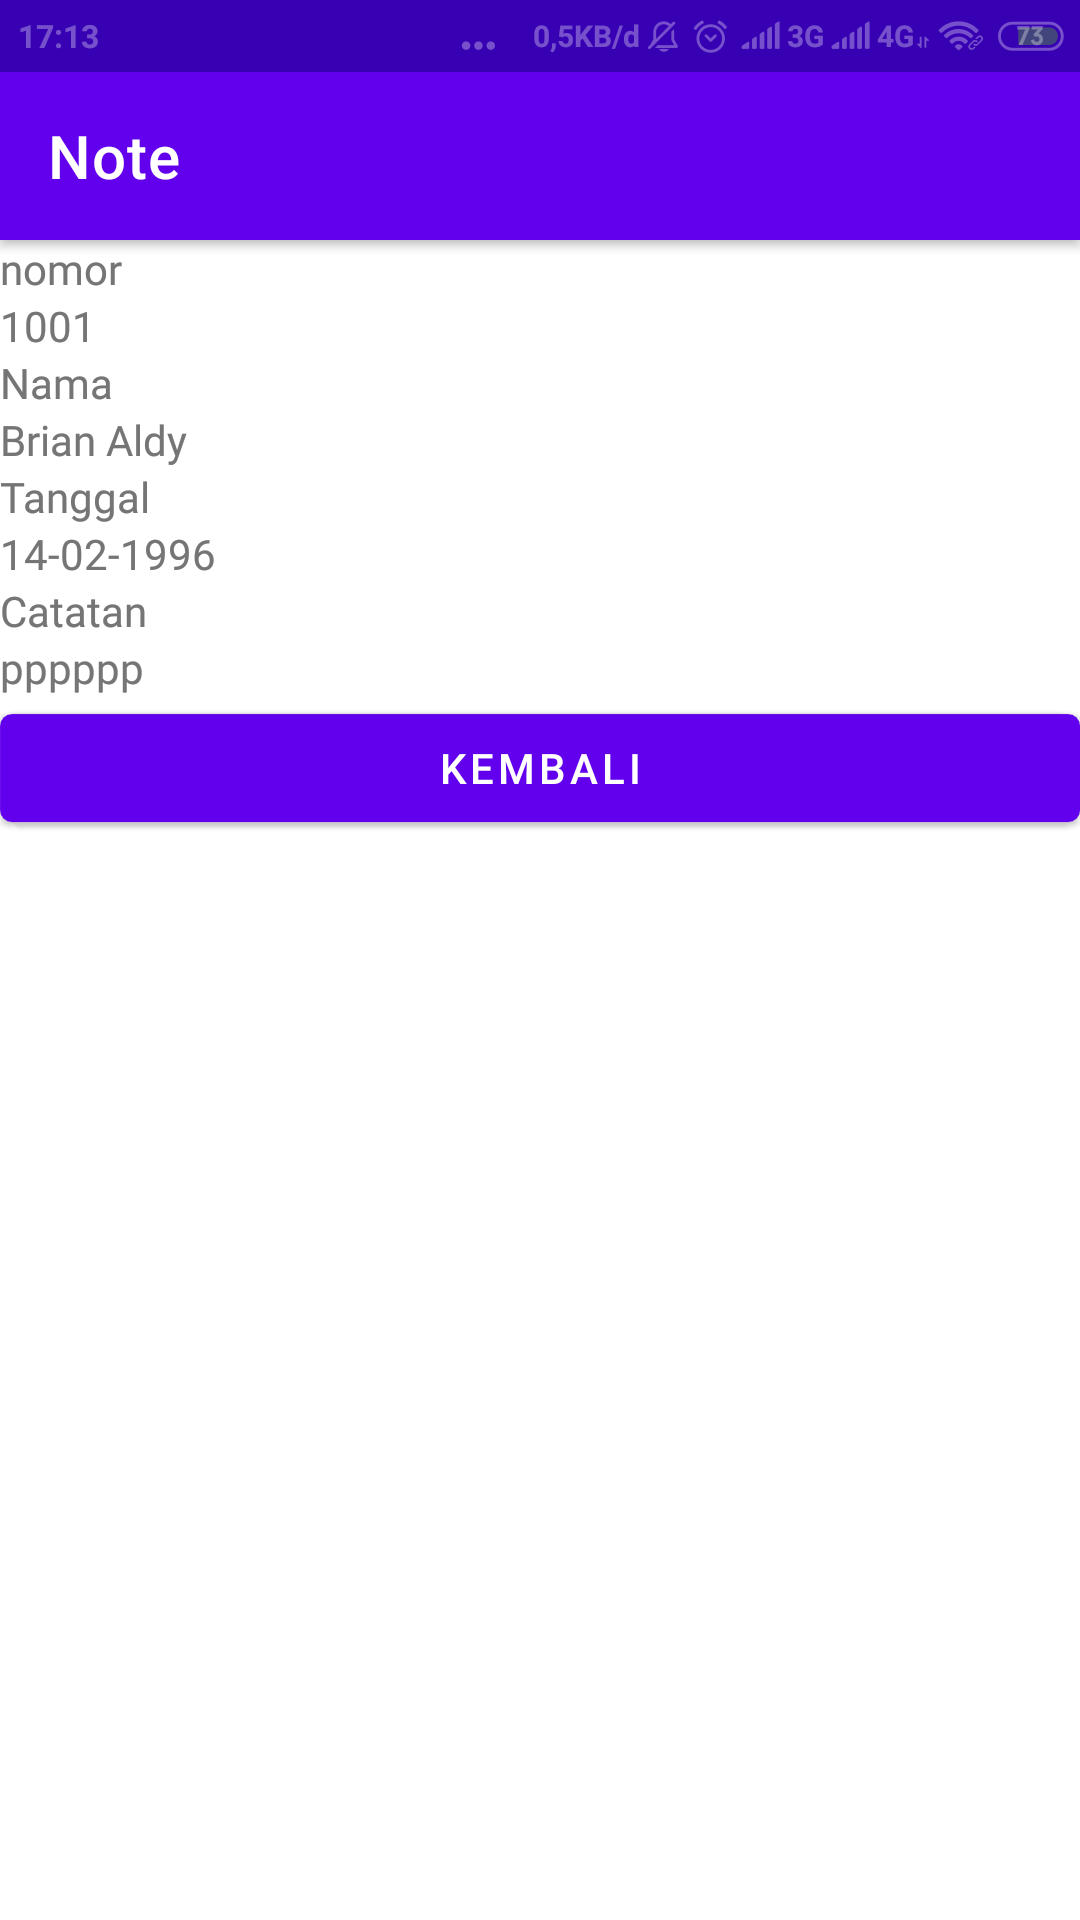 17:13 ... 0,5KB/d 3G 4G 73
Note
nomor
1001
Nama
Brian Aldy
Tanggal
14-02-1996
Catatan
pppppp
KEMBALI